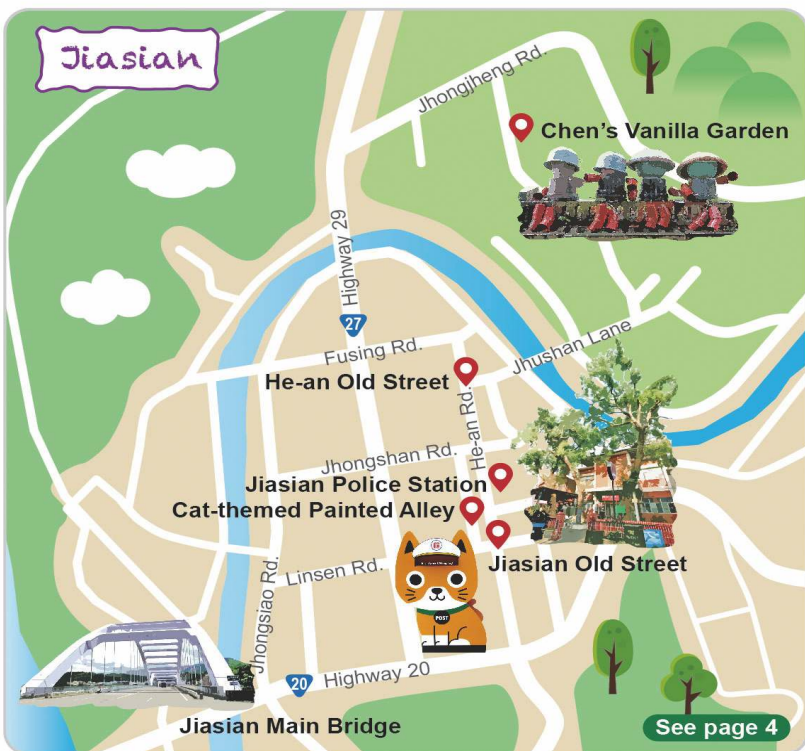 Jiasian
Jhongjheng Rd.
Chen's Vanilla Garden
Highway 29
27
Fusing Rd.
Jhushan Lane
He-an Old Street
He-an Rd.
Jhongshan Rd.
Jiasian Police Station
Cat-themed Painted Alley
Jiasian Old Street
Linsen Rd.
POST
Jhongsiao Rd.
20
Highway 20
Jiasian Main Bridge
See page 4